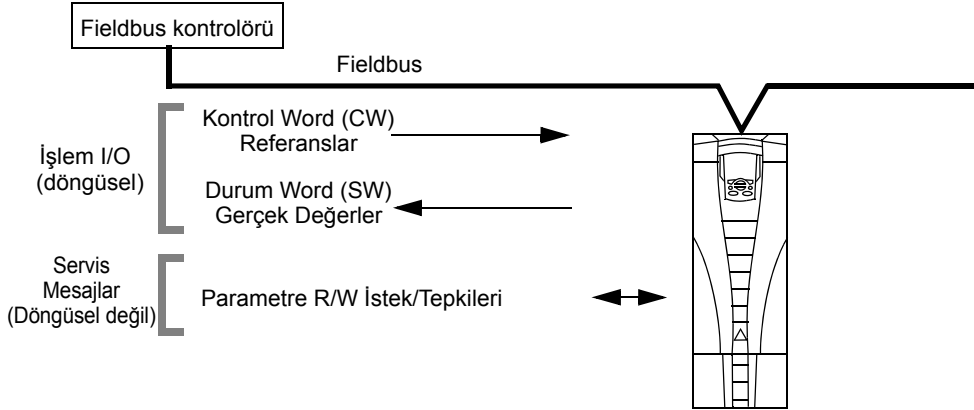 Fieldbus kontrolörü
Fieldbus
İşlem I/O
(döngüsel)
Kontrol Word (CW)
Referanslar
Durum Word (SW)
Gerçek Değerler
Servis
Mesajlar
(Döngüsel değil)
Parametre R/W İstek/Tepkileri